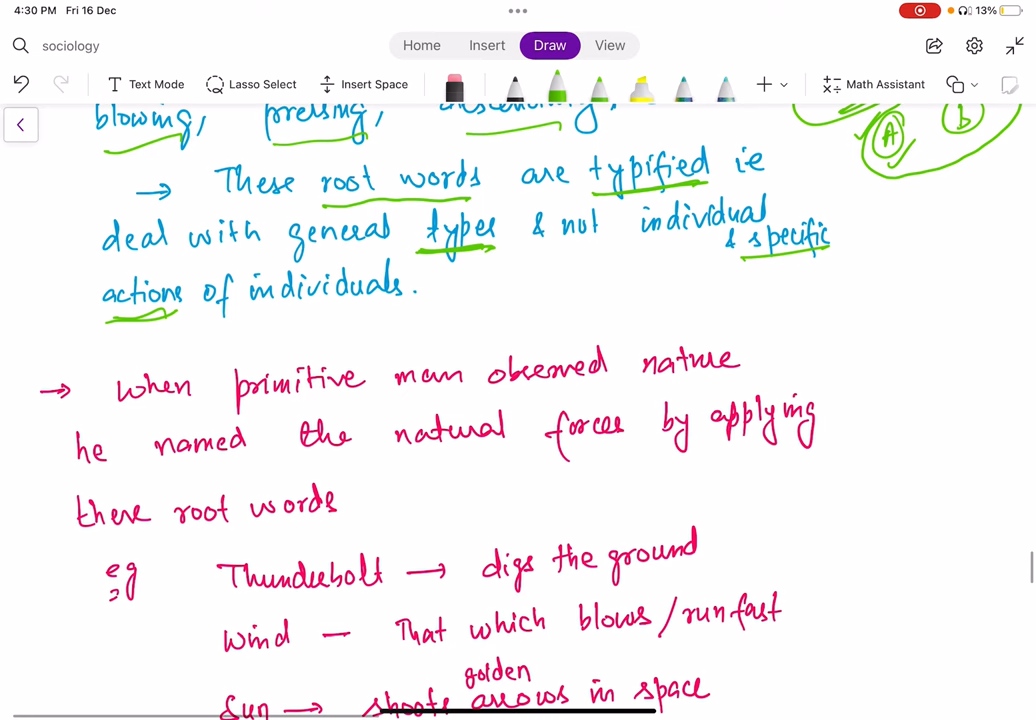 4:30 PM Fri 16 Dec
13%
sociology
Home Insert Draw View
Text Mode Lasso Select Insert Space Math Assistant
blowing, pressing,
A B
→ These root words are typified ie
deal with general types & not individual
& specific
actions of individuals.
→ When primitive man observed nature
he named the natural forces by applying
these root words
eg Thunderbolt → digs the ground
Wind – That which blows/run fast
golden
Sun → shoots arrows in space